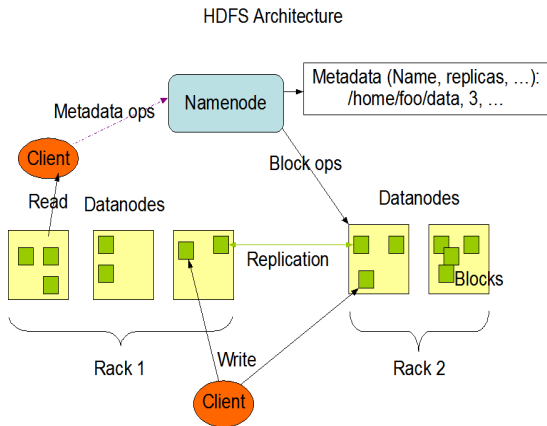 HDFS Architecture
Metadata (Name, replicas, …):
/home/foo/data, 3, …
Namenode
Metadata ops
Client
Block ops
Read
Datanodes
Datanodes
Replication
Blocks
Rack 1
Write
Rack 2
Client